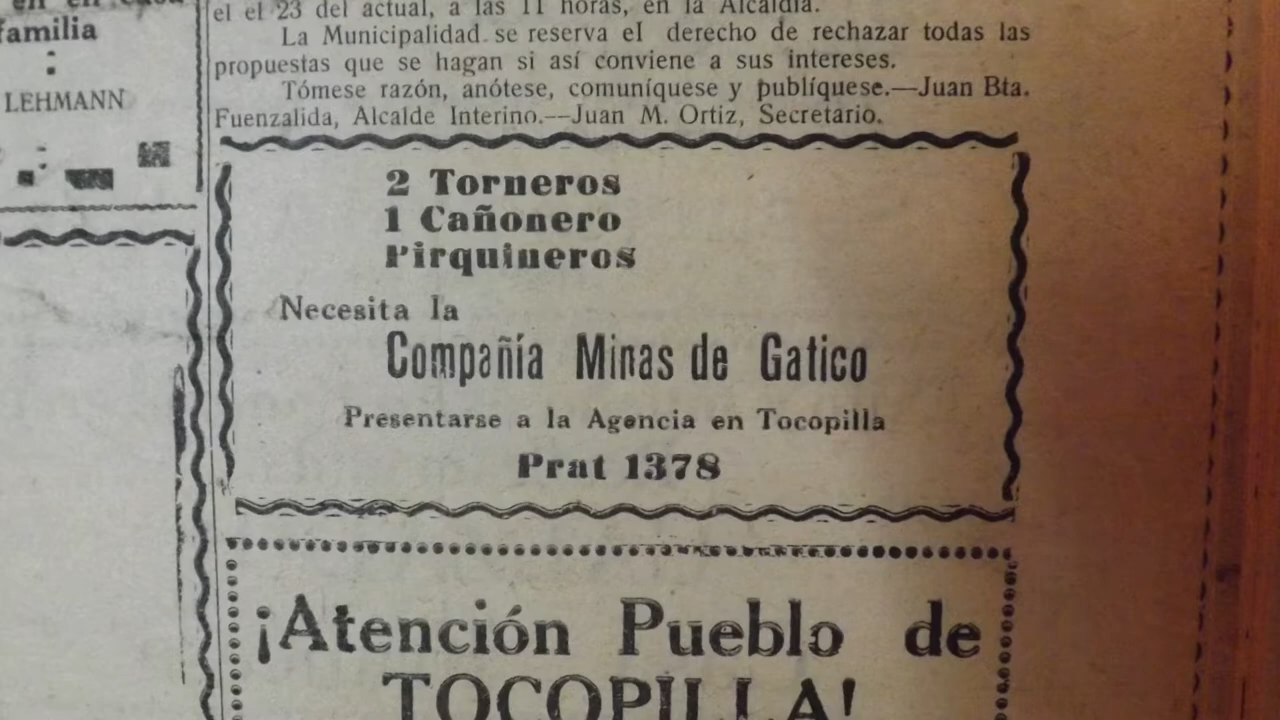 familia
LEHMANN
el el 23 del actual, a las 11 horas, en la Alcaldía.
La Municipalidad se reserva el derecho de rechazar todas las
propuestas que se hagan si así conviene a sus intereses.
Tómese razón, anótese, comuníquese y publíquese.—Juan Bta.
Fuenzalida, Alcalde Interino.—Juan M. Ortiz, Secretario.
2 Torneros
1 Cañonero
Pirquineros
Necesita la
Compañía Minas de Gatico
Presentarse a la Agencia en Tocopilla
Prat 1378
¡Atención Pueblo de
TOCOPILLA!